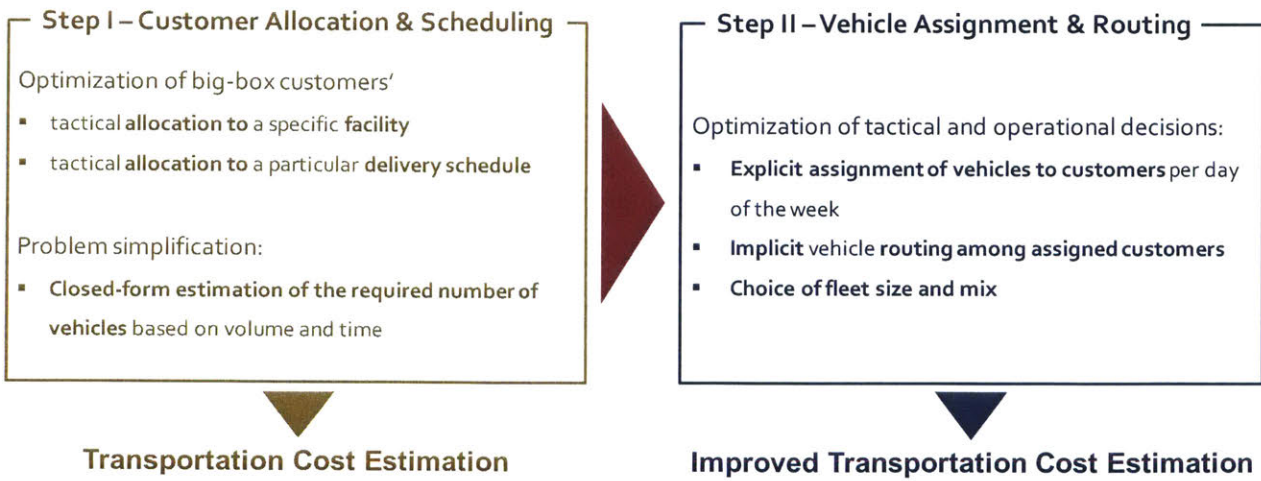 Step I – Customer Allocation & Scheduling
Optimization of big-box customers'
▪ tactical allocation to a specific facility
▪ tactical allocation to a particular delivery schedule
Problem simplification:
▪ Closed-form estimation of the required number of
vehicles based on volume and time
Transportation Cost Estimation
Step II – Vehicle Assignment & Routing
Optimization of tactical and operational decisions:
▪ Explicit assignment of vehicles to customers per day
of the week
▪ Implicit vehicle routing among assigned customers
▪ Choice of fleet size and mix
Improved Transportation Cost Estimation